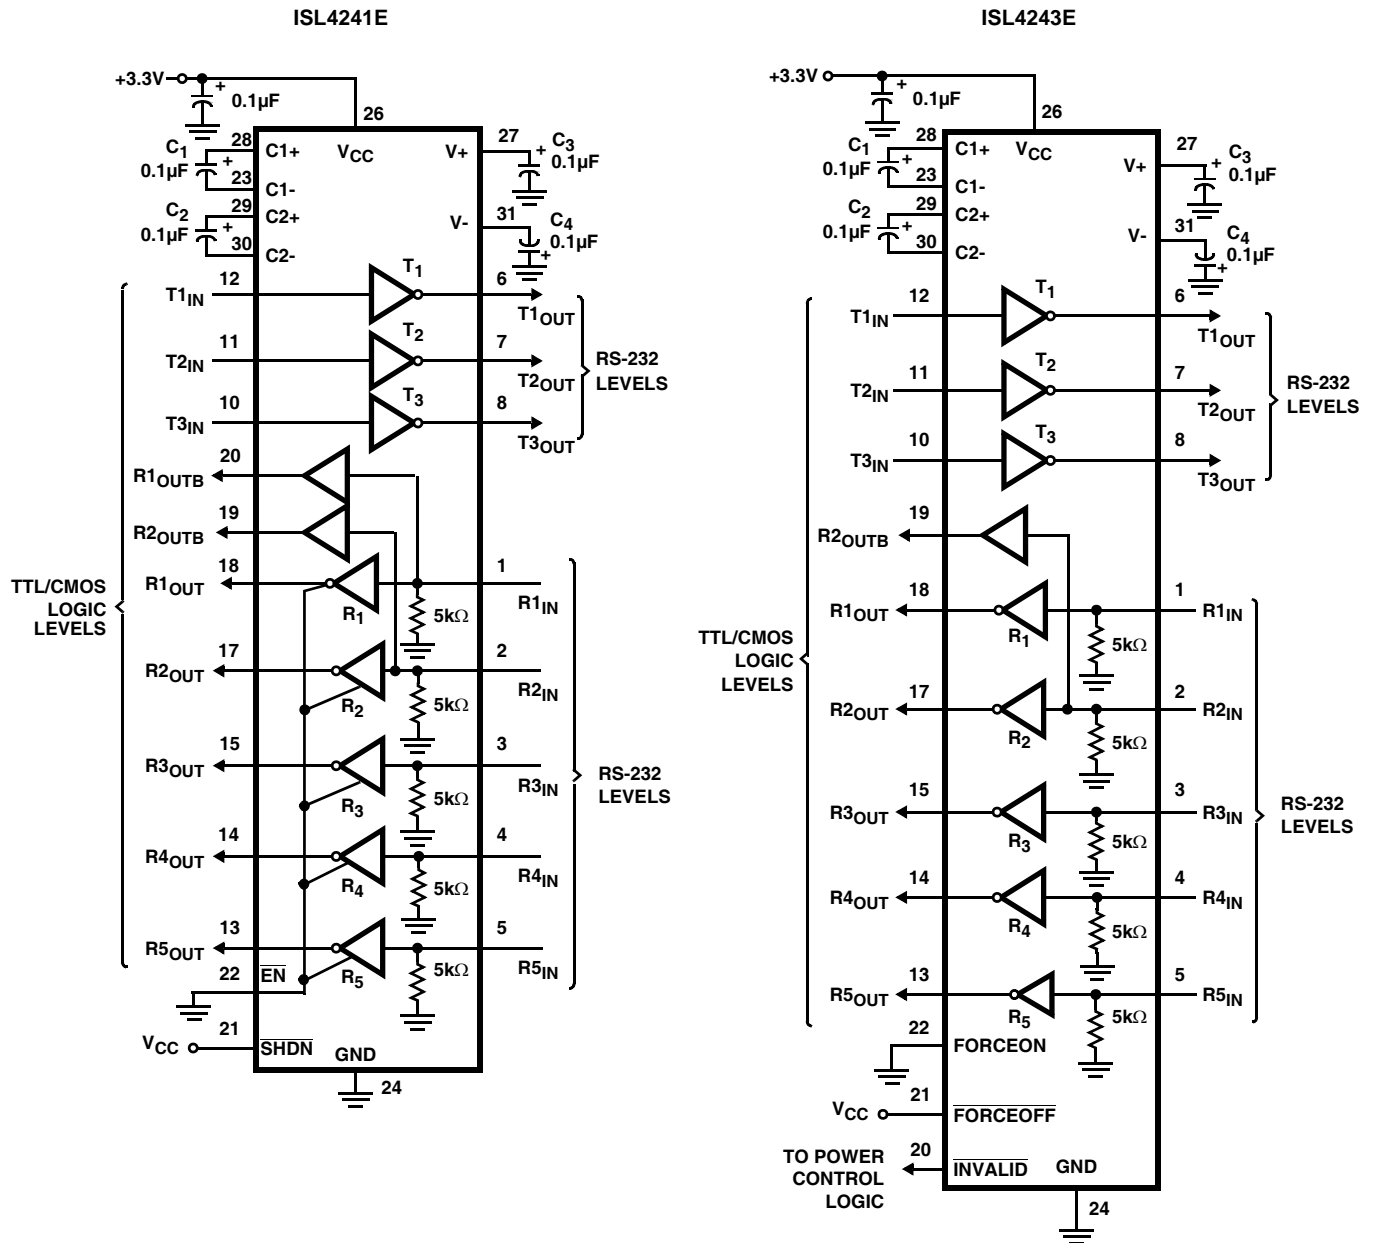 ISL4241E
+3.3V
+
0.1µF
26
C1
0.1µF
+
28
C1+
VCC
23
C1-
V+
27
+
C3
0.1µF
C2
0.1µF
+
29
C2+
30
C2-
V-
31
C4
0.1µF
+
T1IN
12
T1
6
T1OUT
T2IN
11
T2
7
T2OUT
T3IN
10
T3
8
T3OUT
RS-232
LEVELS
R1OUTB
20
R2OUTB
19
R1OUT
18
R1
5kΩ
1
R1IN
R2OUT
17
R2
5kΩ
2
R2IN
R3OUT
15
R3
5kΩ
3
R3IN
R4OUT
14
R4
5kΩ
4
R4IN
R5OUT
13
R5
5kΩ
5
R5IN
TTL/CMOS
LOGIC
LEVELS
RS-232
LEVELS
22
EN
VCC
21
SHDN
GND
24
ISL4243E
+3.3V
+
0.1µF
26
C1
0.1µF
+
28
C1+
VCC
23
C1-
V+
27
+
C3
0.1µF
C2
0.1µF
+
29
C2+
30
C2-
V-
31
C4
0.1µF
+
T1IN
12
T1
6
T1OUT
T2IN
11
T2
7
T2OUT
T3IN
10
T3
8
T3OUT
RS-232
LEVELS
R2OUTB
19
R1OUT
18
R1
5kΩ
1
R1IN
R2OUT
17
R2
5kΩ
2
R2IN
R3OUT
15
R3
5kΩ
3
R3IN
R4OUT
14
R4
5kΩ
4
R4IN
R5OUT
13
R5
5kΩ
5
R5IN
TTL/CMOS
LOGIC
LEVELS
RS-232
LEVELS
22
FORCEON
VCC
21
FORCEOFF
TO POWER
CONTROL
LOGIC
20
INVALID
GND
24